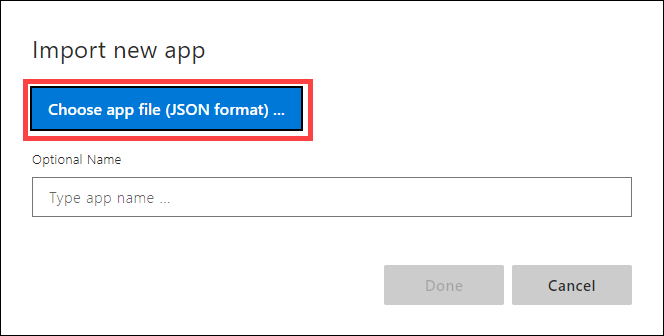 Import new app
Choose app file (JSON format) ...
Optional Name
Type app name ...
Done Cancel